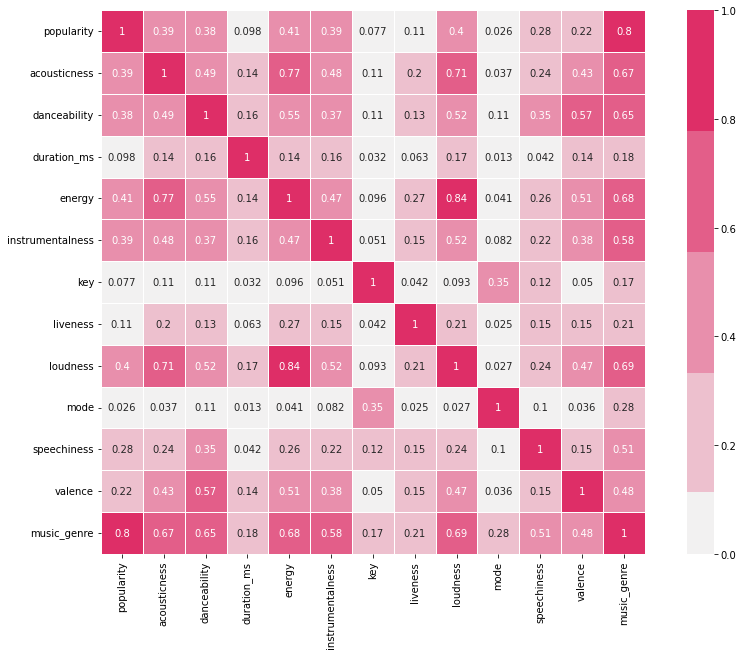 popularity 1 0.39 0.38 0.098 0.41 0.39 0.077 0.11 0.4 0.026 0.28 0.22 0.8
acousticness 0.39 1 0.49 0.14 0.77 0.48 0.11 0.2 0.71 0.037 0.24 0.43 0.67
danceability 0.38 0.49 1 0.16 0.55 0.37 0.11 0.13 0.52 0.11 0.35 0.57 0.65
duration_ms 0.098 0.14 0.16 1 0.14 0.16 0.032 0.063 0.17 0.013 0.042 0.14 0.18
energy 0.41 0.77 0.55 0.14 1 0.47 0.096 0.27 0.84 0.041 0.26 0.51 0.68
instrumentalness 0.39 0.48 0.37 0.16 0.47 1 0.051 0.15 0.52 0.082 0.22 0.38 0.58
key 0.077 0.11 0.11 0.032 0.096 0.051 1 0.042 0.093 0.35 0.12 0.05 0.17
liveness 0.11 0.2 0.13 0.063 0.27 0.15 0.042 1 0.21 0.025 0.15 0.15 0.21
loudness 0.4 0.71 0.52 0.17 0.84 0.52 0.093 0.21 1 0.027 0.24 0.47 0.69
mode 0.026 0.037 0.11 0.013 0.041 0.082 0.35 0.025 0.027 1 0.1 0.036 0.28
speechiness 0.28 0.24 0.35 0.042 0.26 0.22 0.12 0.15 0.24 0.1 1 0.15 0.51
valence 0.22 0.43 0.57 0.14 0.51 0.38 0.05 0.15 0.47 0.036 0.15 1 0.48
music_genre 0.8 0.67 0.65 0.18 0.68 0.58 0.17 0.21 0.69 0.28 0.51 0.48 1
popularity
acousticness
danceability
duration_ms
energy
instrumentalness
key
liveness
loudness
mode
speechiness
valence
music_genre
1.0
0.8
0.6
0.4
0.2
0.0